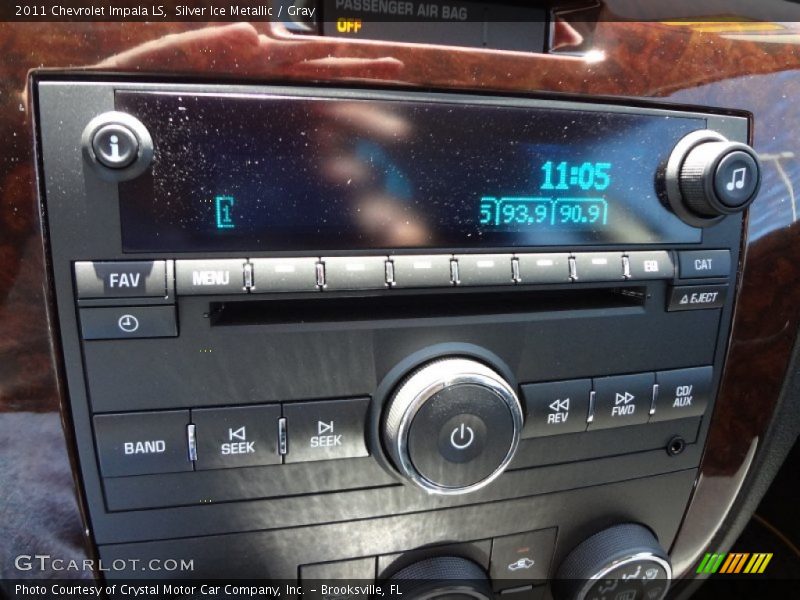 2011 Chevrolet Impala LS,  Silver Ice Metallic / Gray
PASSENGER AIR BAG
OFF
i
11:05
1
93.9 90.9
FAV
MENU
EQ
CAT
EJECT
BAND
SEEK
SEEK
REV
FWD
CD/
AUX
GTCARLOT.COM
Photo Courtesy of Crystal Motor Car Company, Inc. – Brooksville, FL